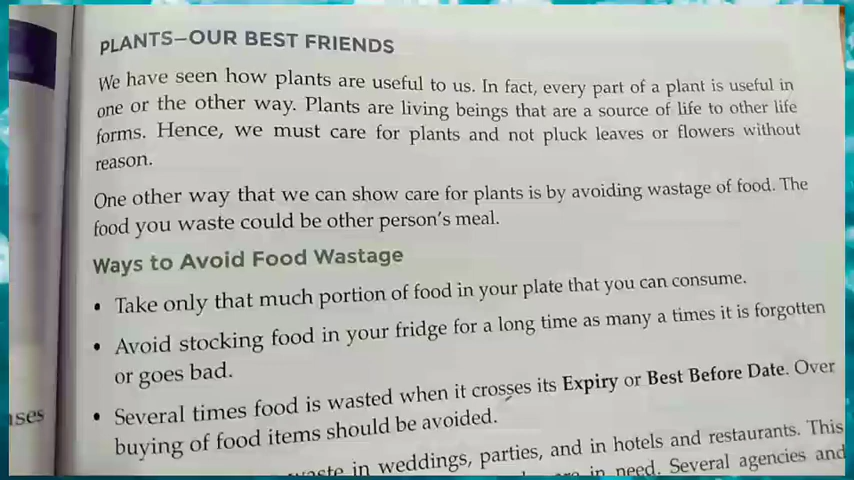 PLANTS–OUR BEST FRIENDS
We have seen how plants are useful to us. In fact, every part of a plant is useful in
one or the other way. Plants are living beings that are a source of life to other life
forms. Hence, we must care for plants and not pluck leaves or flowers without
reason.
One other way that we can show care for plants is by avoiding wastage of food. The
food you waste could be other person's meal.
Ways to Avoid Food Wastage
• Take only that much portion of food in your plate that you can consume.
• Avoid stocking food in your fridge for a long time as many a times it is forgotten
or goes bad.
• Several times food is wasted when it crosses its Expiry or Best Before Date. Over
buying of food items should be avoided.
in weddings, parties, and in hotels and restaurants. This
in need. Several agencies and